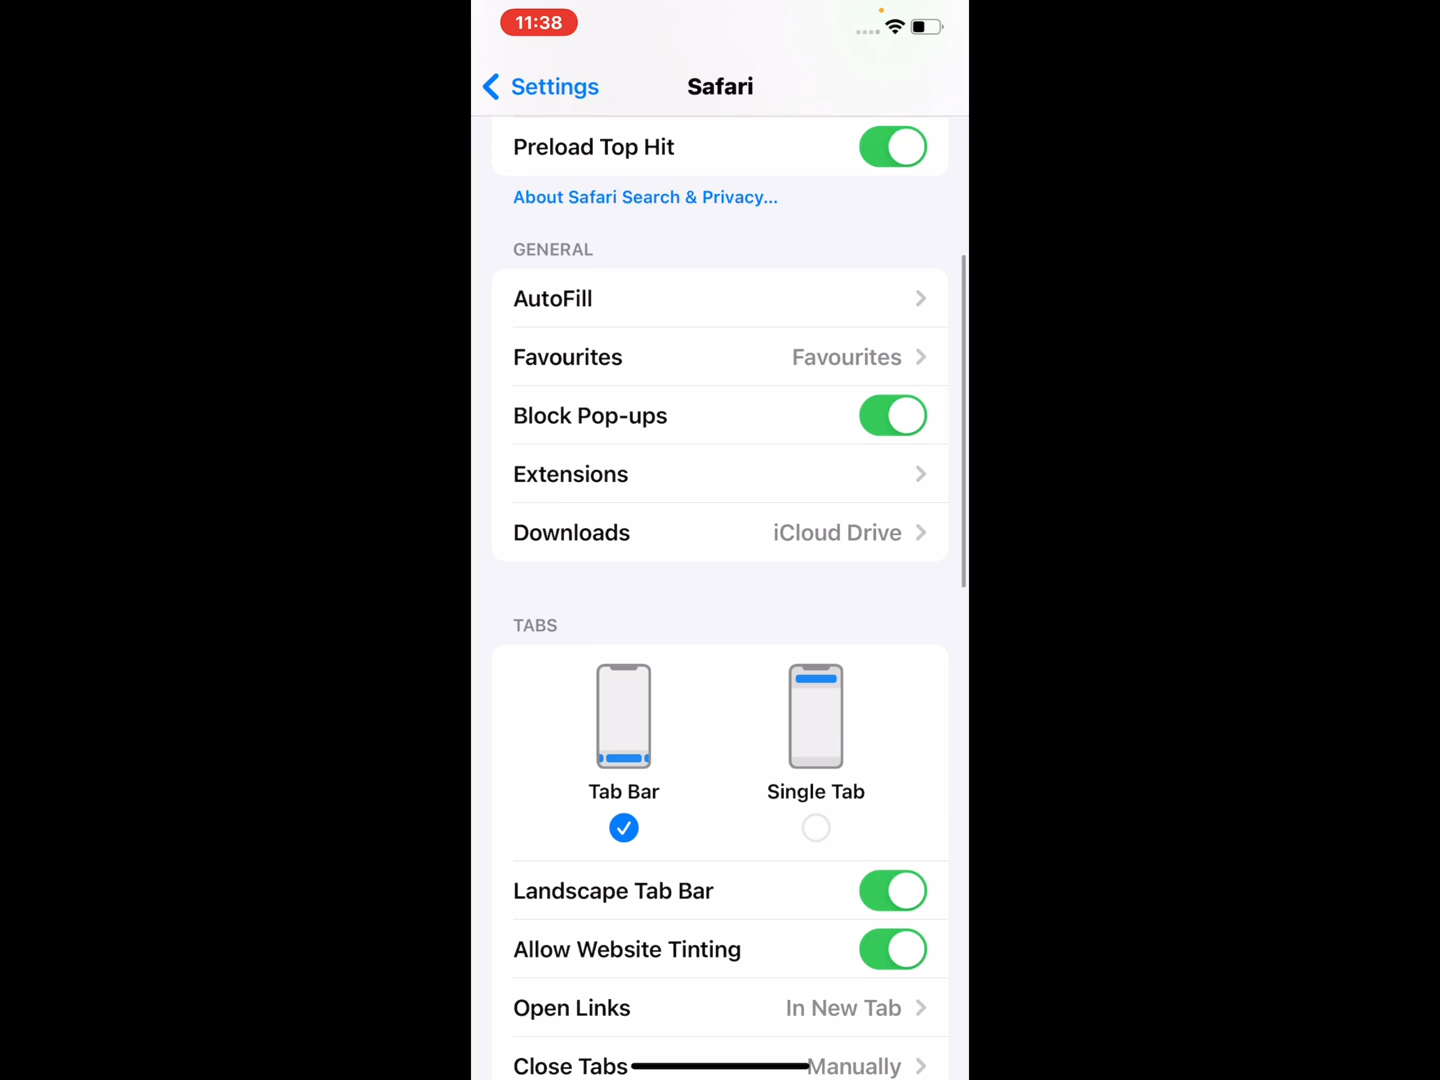 11:38
Settings
Safari
Preload Top Hit
About Safari Search & Privacy...
GENERAL
AutoFill
Favourites Favourites
Block Pop-ups
Extensions
Downloads iCloud Drive
TABS
Tab Bar Single Tab
Landscape Tab Bar
Allow Website Tinting
Open Links In New Tab
Close Tabs Manually